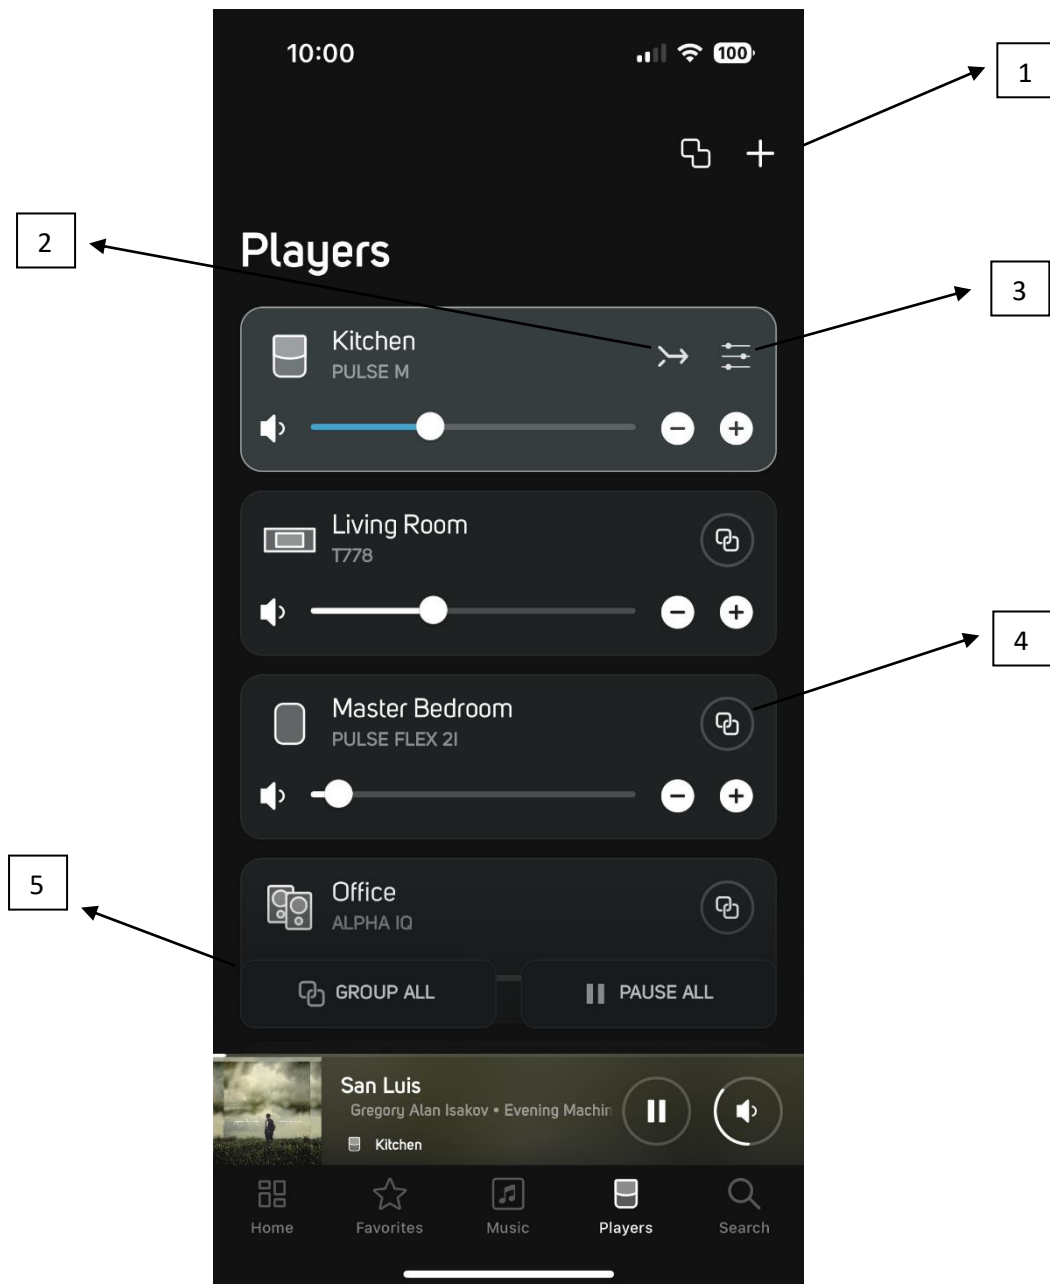 10:00
100
1
2
Players
3
Kitchen
PULSE M
Living Room
T778
4
Master Bedroom
PULSE FLEX 2I
5
Office
ALPHA IQ
GROUP ALL
PAUSE ALL
San Luis
Gregory Alan Isakov • Evening Machin
Kitchen
Home
Favorites
Music
Players
Search